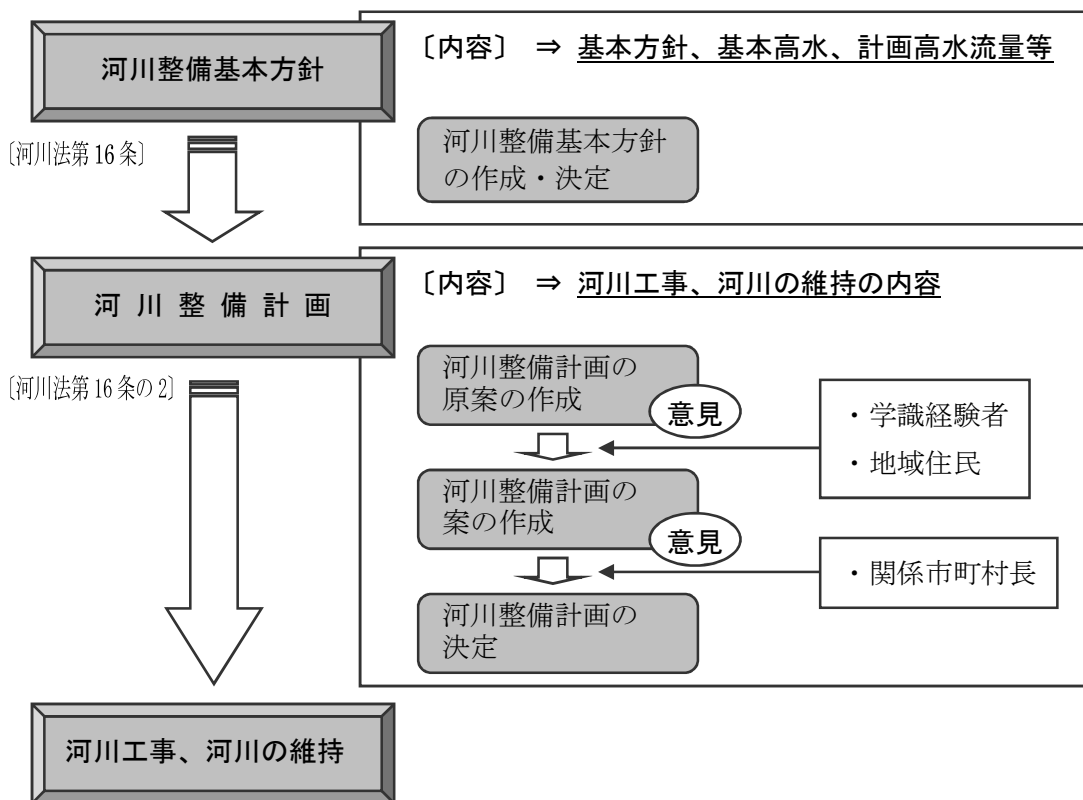 河川整備基本方針
〔内容〕 ⇒ 基本方針、基本高水、計画高水流量等
河川整備基本方針
の作成・決定
〔河川法第16条〕
河川整備計画
〔内容〕 ⇒ 河川工事、河川の維持の内容
〔河川法第16条の2〕
河川整備計画の
原案の作成
意見
・学識経験者
・地域住民
河川整備計画の
案の作成
意見
・関係市町村長
河川整備計画の
決定
河川工事、河川の維持